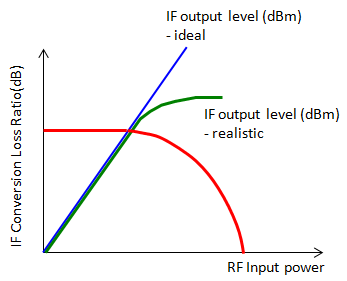 IF output level (dBm)
- ideal
IF output level (dBm)
- realistic
IF Conversion Loss Ratio(dB)
RF Input power